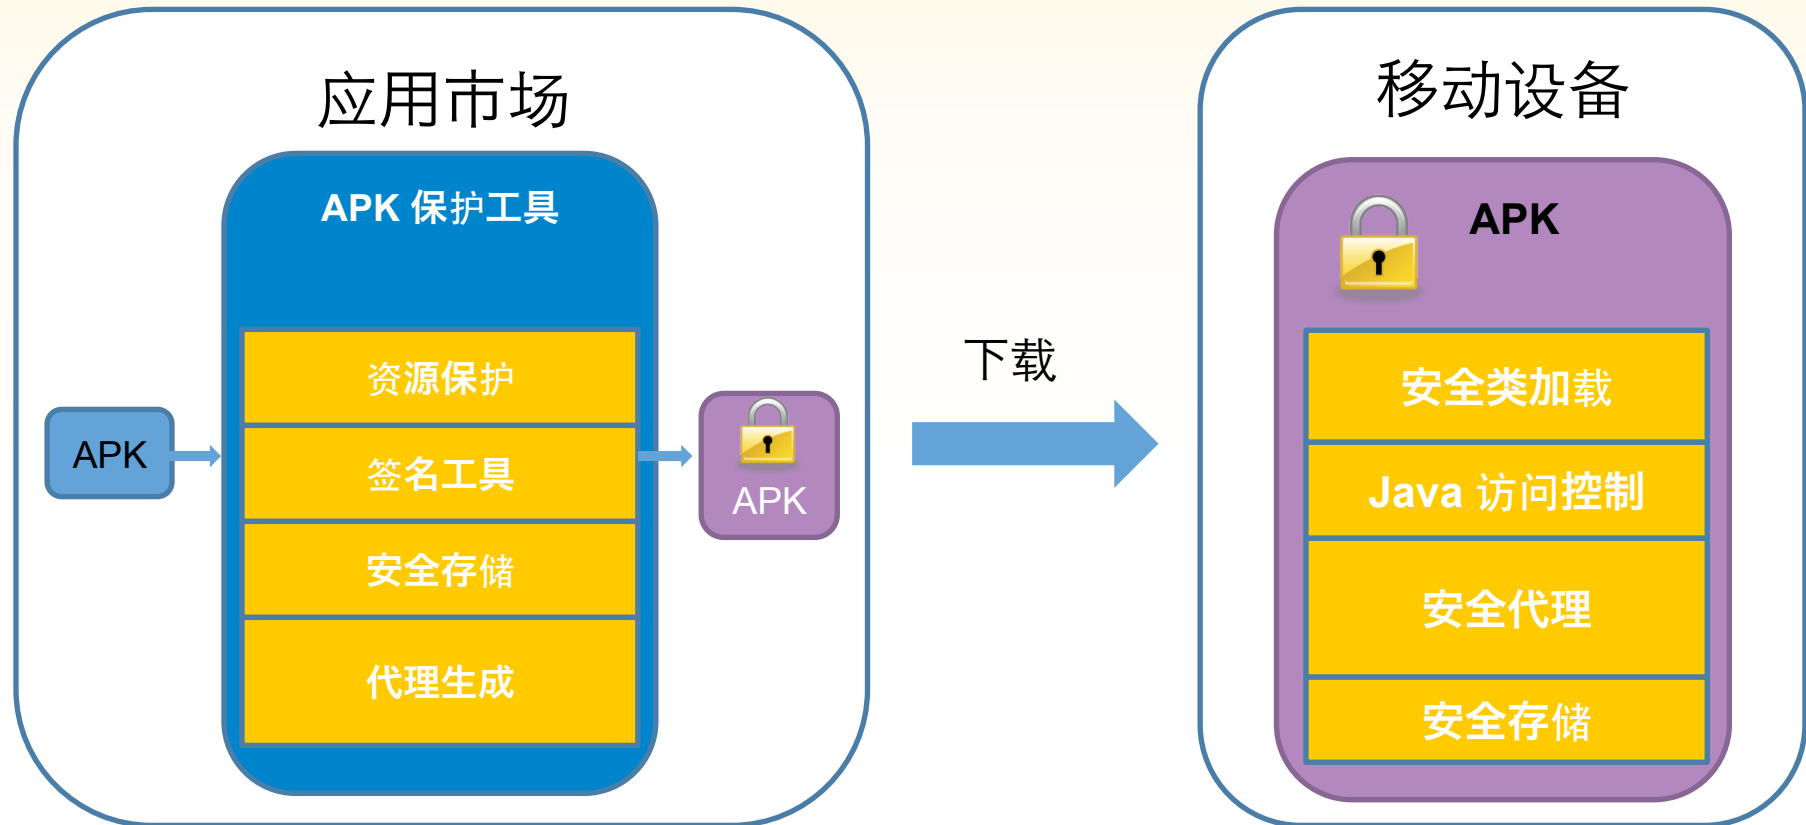 应用市场
APK 保护工具
资源保护
签名工具
安全存储
代理生成
APK
APK
下载
移动设备
APK
安全类加载
Java 访问控制
安全代理
安全存储